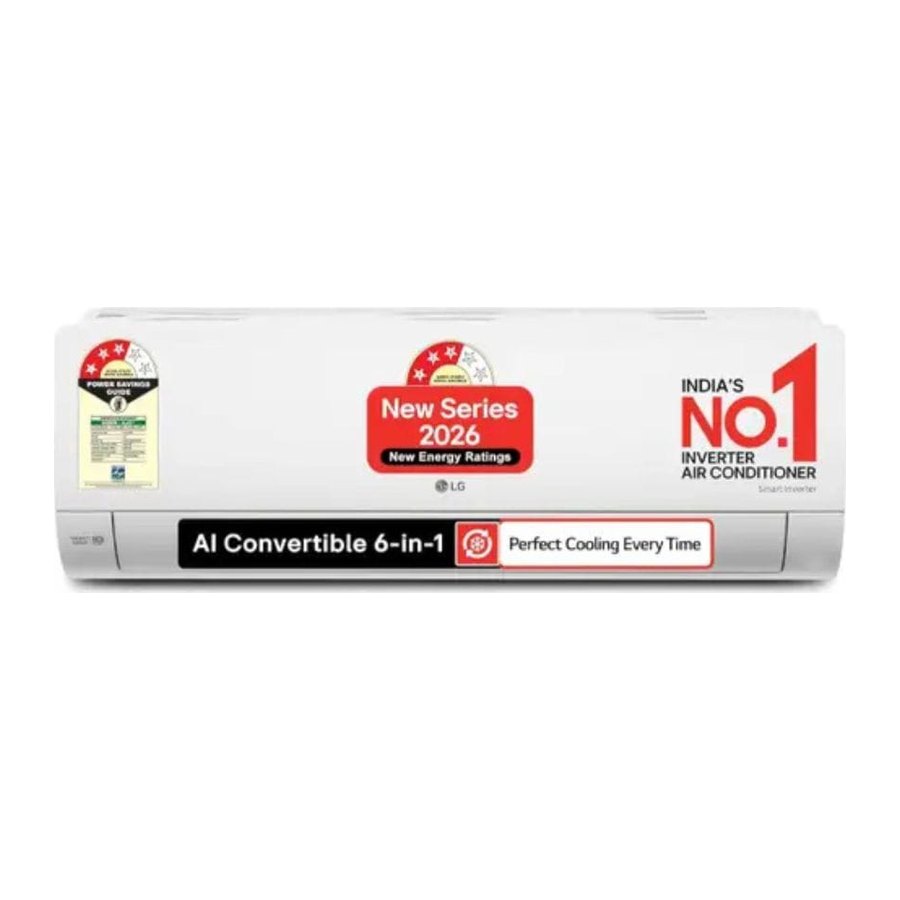 POWER SAVINGS
GUIDE
New Series
2026
New Energy Ratings
LG
INDIA'S
NO.1
INVERTER
AIR CONDITIONER
Smart Inverter
AI Convertible 6-in-1
Perfect Cooling Every Time